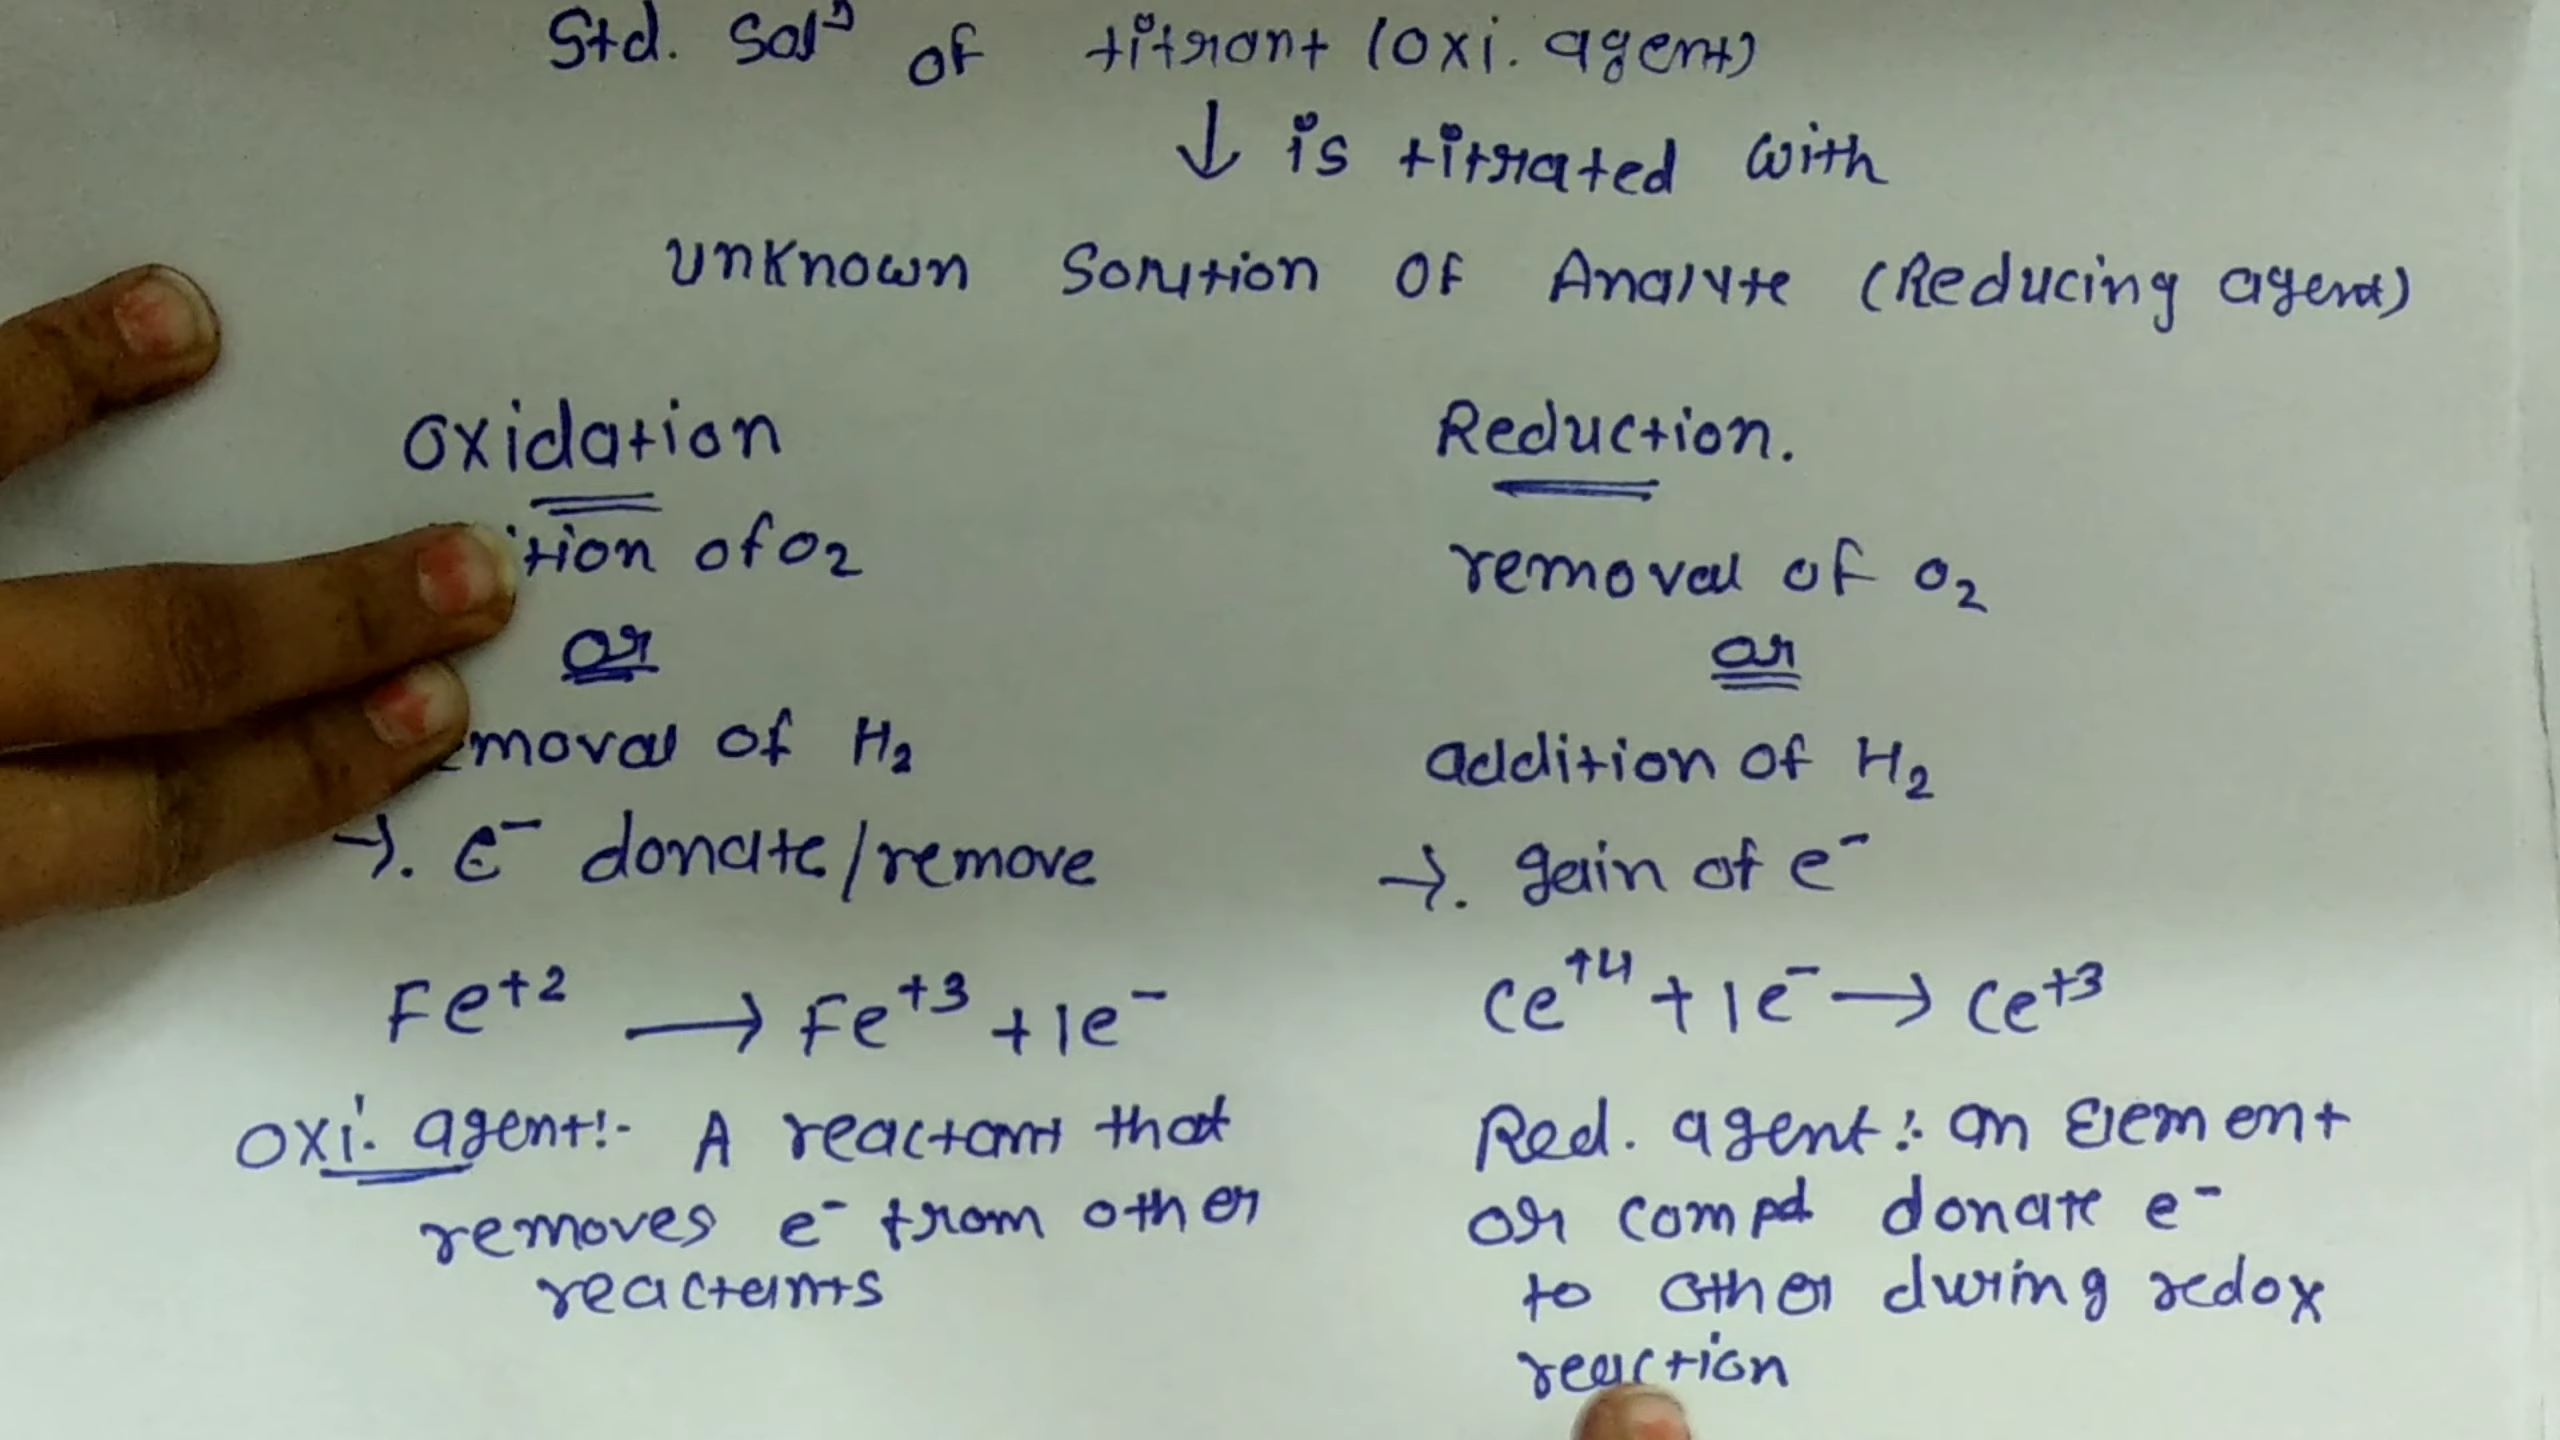 Std. Solⁿ of titrant (oxi. agent)
↓ is titrated with
unknown Solution of Analyte (Reducing agent)
Oxidation
ition of O₂
or
emoval of H₂
→. e⁻ donate/remove
Fe⁺² ⟶ Fe⁺³ + 1e⁻
Oxi. agent:- A reactant that
removes e⁻ from other
reactants
Reduction.
removal of O₂
or
addition of H₂
→. gain of e⁻
Ce⁺⁴ + 1e⁻ ⟶ Ce⁺³
Red. agent :- an Element
or compd donate e⁻
to other during redox
reaction